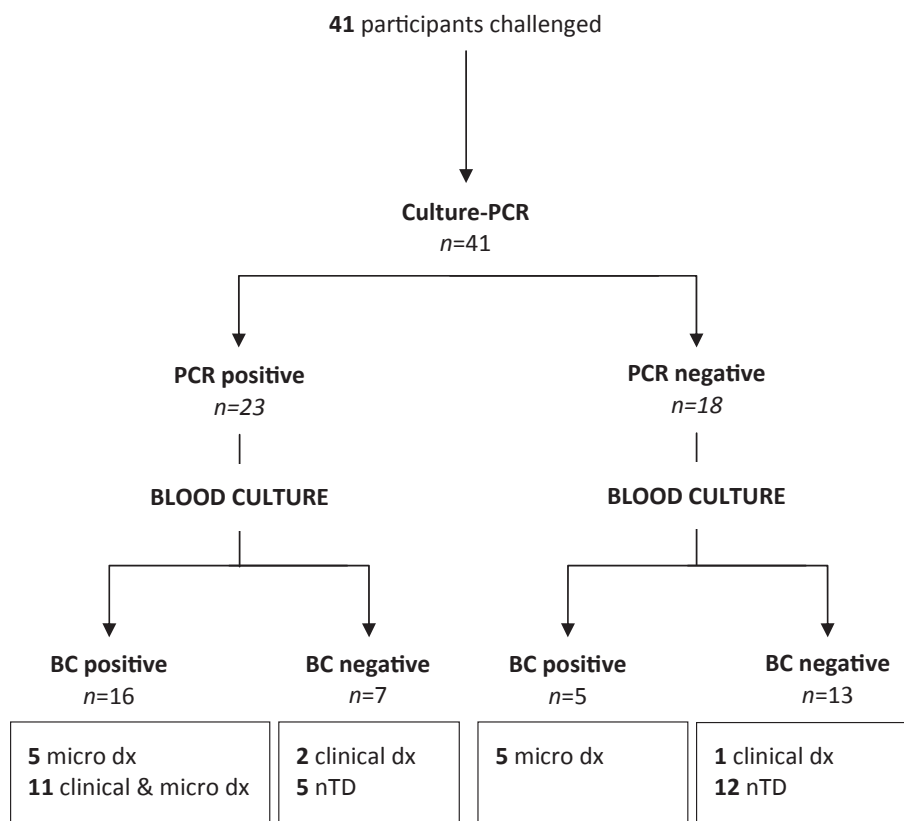 41 participants challenged
Culture-PCR
n=41
PCR positive
n=23
PCR negative
n=18
BLOOD CULTURE
BLOOD CULTURE
BC positive
n=16
BC negative
n=7
BC positive
n=5
BC negative
n=13
5 micro dx
11 clinical & micro dx
2 clinical dx
5 nTD
5 micro dx
1 clinical dx
12 nTD